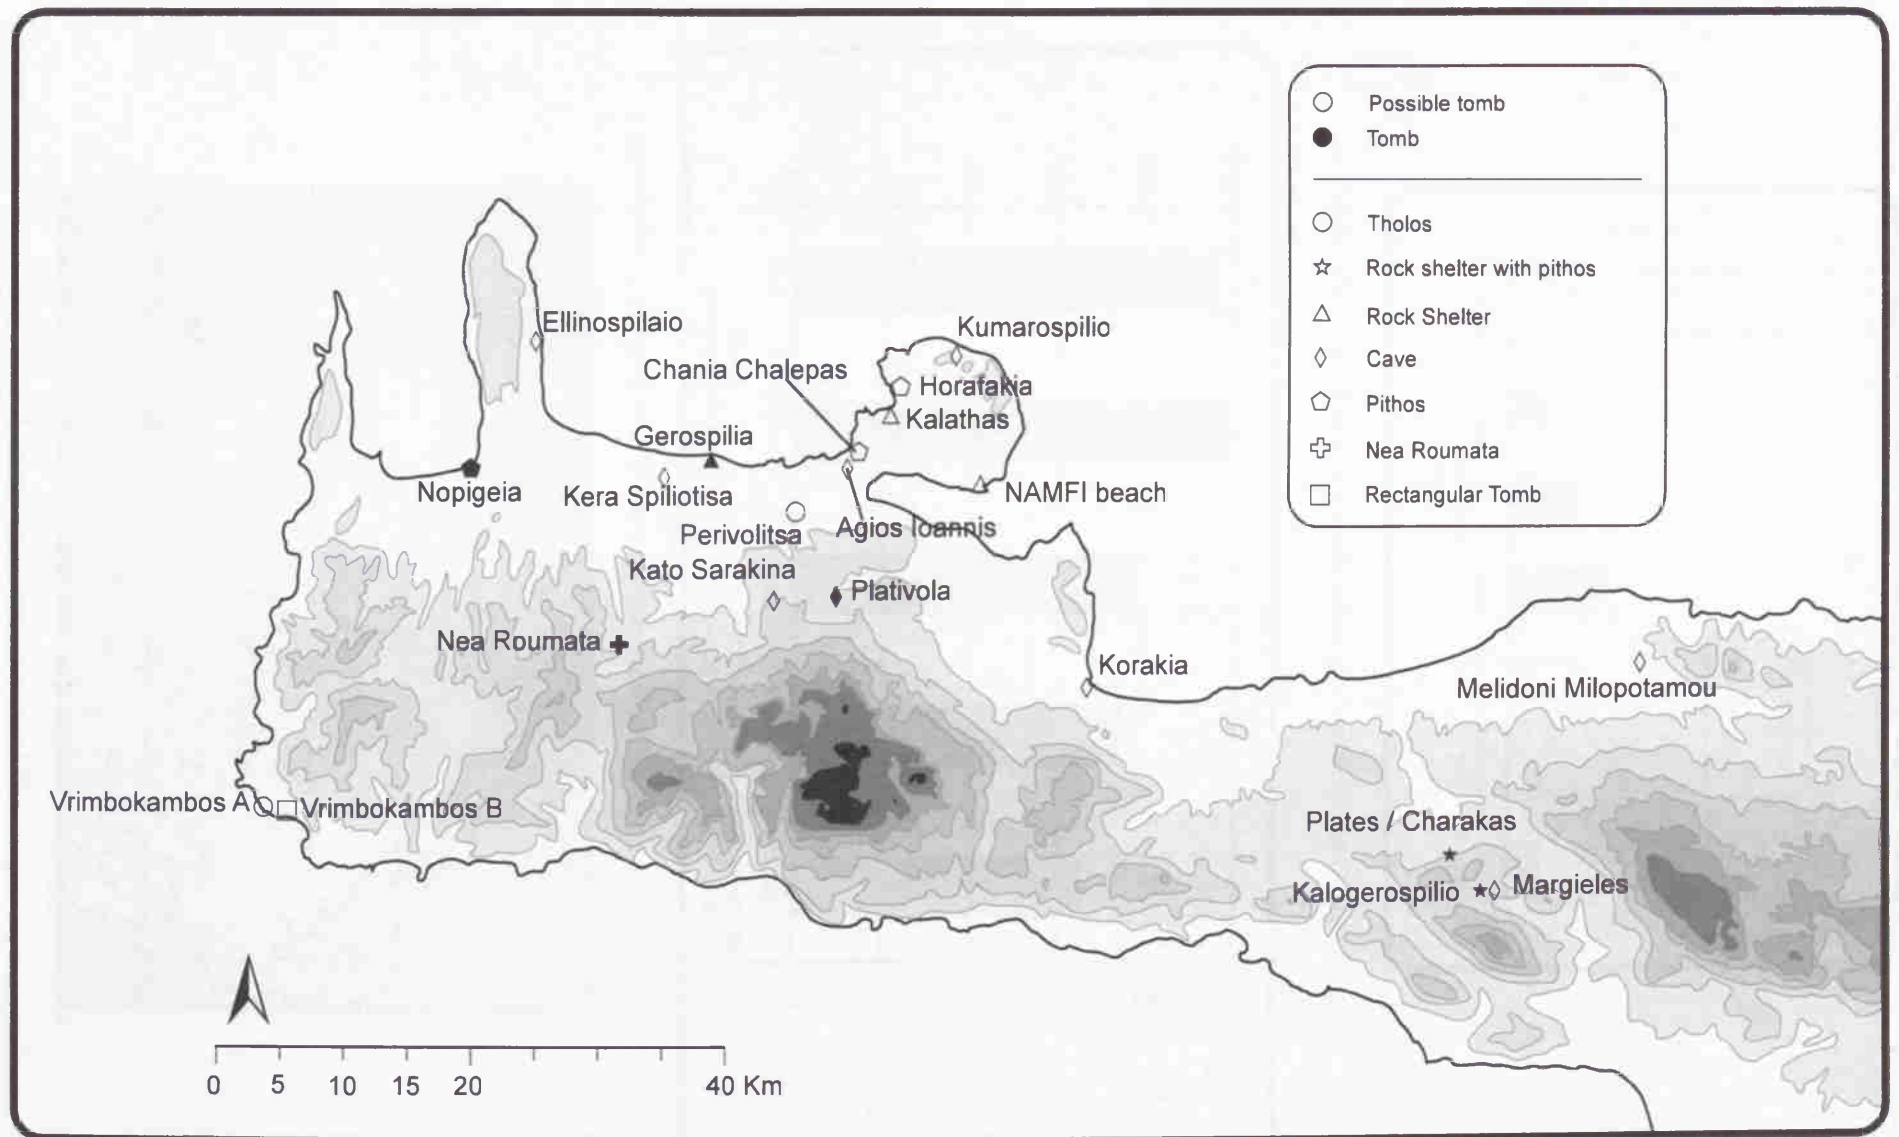 Possible tomb
Tomb
Tholos
Rock shelter with pithos
Rock Shelter
Cave
Pithos
Nea Roumata
Rectangular Tomb
Ellinospilaio
Kumarospilio
Chania Chalepas
Horafakia
Kalathas
Gerospilia
Nopigeia
Kera Spiliotisa
NAMFI beach
Perivolitsa
Agios Ioannis
Kato Sarakina
Plativola
Nea Roumata
Korakia
Melidoni Milopotamou
Vrimbokambos A
Vrimbokambos B
Plates / Charakas
Kalogerospilio
Margieles
0 5 10 15 20 40 Km